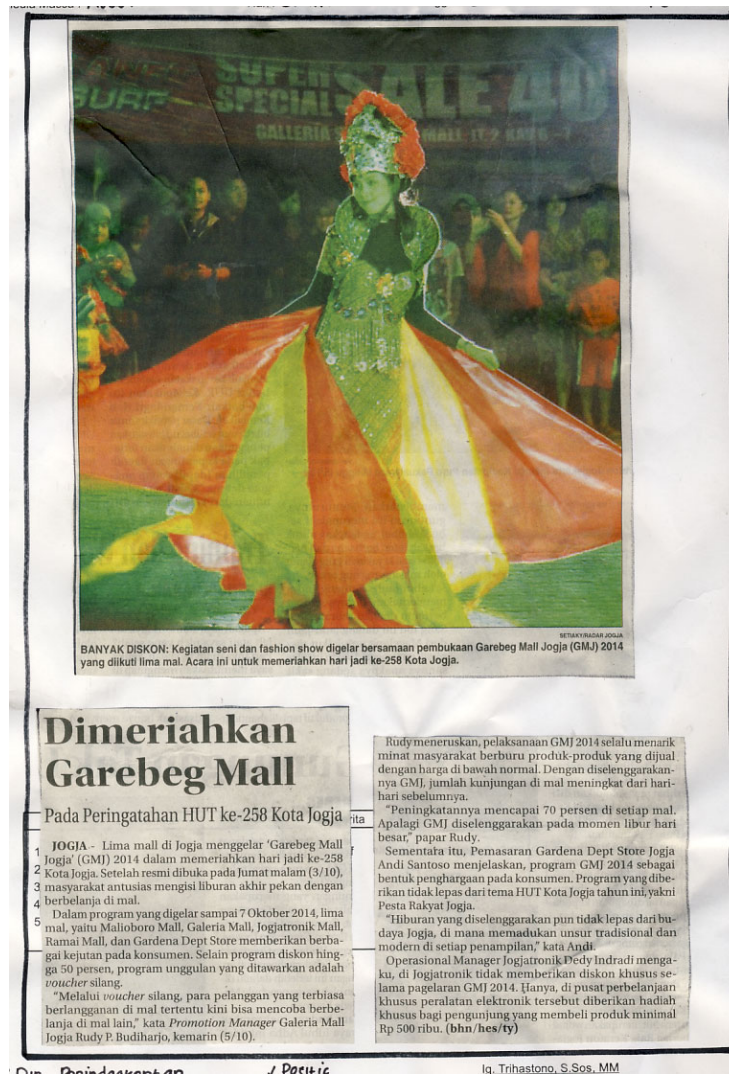 SUPER SALE 40
SPECIAL
SURF
GALLERIA MALL LT 2
SETIAKY/RADAR JOGJA
BANYAK DISKON: Kegiatan seni dan fashion show digelar bersamaan pembukaan Garebeg Mall Jogja (GMJ) 2014
yang diikuti lima mal. Acara ini untuk memeriahkan hari jadi ke-258 Kota Jogja.
Dimeriahkan
Garebeg Mall
Pada Peringatahan HUT ke-258 Kota Jogja
JOGJA - Lima mall di Jogja menggelar ‘Garebeg Mall
Jogja’ (GMJ) 2014 dalam memeriahkan hari jadi ke-258
Kota Jogja. Setelah resmi dibuka pada Jumat malam (3/10),
masyarakat antusias mengisi liburan akhir pekan dengan
berbelanja di mal.
Dalam program yang digelar sampai 7 Oktober 2014, lima
mal, yaitu Malioboro Mall, Galeria Mall, Jogjatronik Mall,
Ramai Mall, dan Gardena Dept Store memberikan berba-
gai kejutan pada konsumen. Selain program diskon hing-
ga 50 persen, program unggulan yang ditawarkan adalah
voucher silang.
“Melalui voucher silang, para pelanggan yang terbiasa
berlangganan di mal tertentu kini bisa mencoba berbe-
lanja di mal lain,” kata Promotion Manager Galeria Mall
Jogja Rudy P. Budiharjo, kemarin (5/10).
Rudy meneruskan, pelaksanaan GMJ 2014 selalu menarik
minat masyarakat berburu produk-produk yang dijual
dengan harga di bawah normal. Dengan diselenggarakan-
nya GMJ, jumlah kunjungan di mal meningkat dari hari-
hari sebelumnya.
“Peningkatannya mencapai 70 persen di setiap mal.
Apalagi GMJ diselenggarakan pada momen libur hari
besar,” papar Rudy.
Sementara itu, Pemasaran Gardena Dept Store Jogja
Andi Santoso menjelaskan, program GMJ 2014 sebagai
bentuk penghargaan pada konsumen. Program yang dibe-
rikan tidak lepas dari tema HUT Kota Jogja tahun ini, yakni
Pesta Rakyat Jogja.
“Hiburan yang diselenggarakan pun tidak lepas dari bu-
daya Jogja, di mana memadukan unsur tradisional dan
modern di setiap penampilan,” kata Andi.
Operasional Manager Jogjatronik Dedy Indradi menga-
ku, di Jogjatronik tidak memberikan diskon khusus se-
lama pagelaran GMJ 2014. Hanya, di pusat perbelanjaan
khusus peralatan elektronik tersebut diberikan hadiah
khusus bagi pengunjung yang membeli produk minimal
Rp 500 ribu. (bhn/hes/ty)
rita
1
2
3
4
5
Positif
Ig. Trihastono, S.Sos, MM